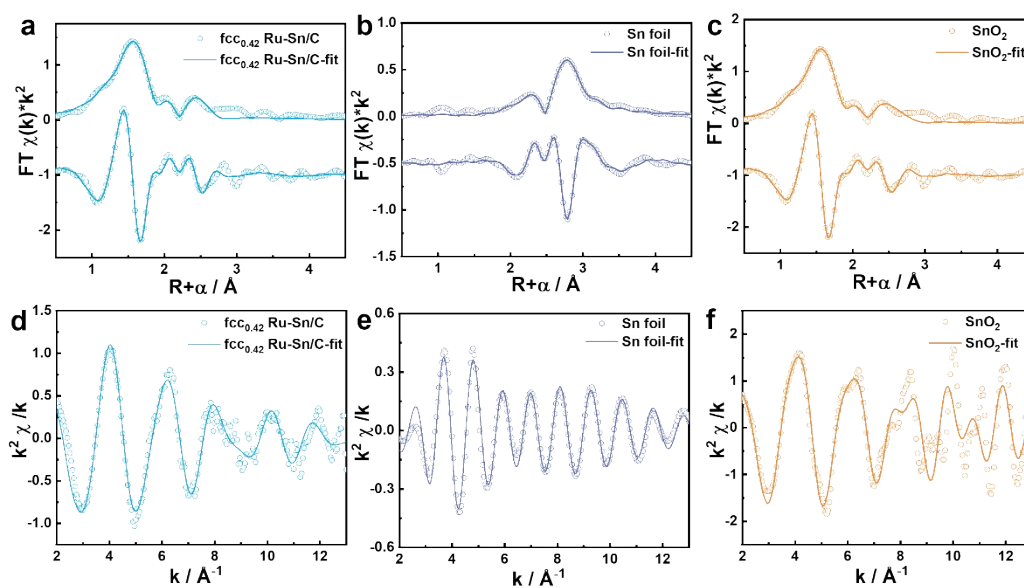 a
fcc0.42 Ru-Sn/C
fcc0.42 Ru-Sn/C-fit
FT χ(k)*k2
1
0
-1
-2
1 2 3 4
R+α / Å
b
Sn foil
Sn foil-fit
1.0
0.5
0.0
-0.5
-1.0
-1.5
1 2 3 4
R+α / Å
c
SnO2
SnO2-fit
FT χ(k)*k2
2
1
0
-1
-2
1 2 3 4
R+α / Å
d
fcc0.42 Ru-Sn/C
fcc0.42 Ru-Sn/C-fit
k2 χ/k
1.5
1.0
0.5
0.0
-0.5
-1.0
2 4 6 8 10 12
k / Å-1
e
Sn foil
Sn foil-fit
k2 χ/k
0.6
0.3
0.0
-0.3
-0.6
2 4 6 8 10 12
k / Å-1
f
SnO2
SnO2-fit
k2 χ/k
2
1
0
-1
-2
2 4 6 8 10 12
k / Å-1